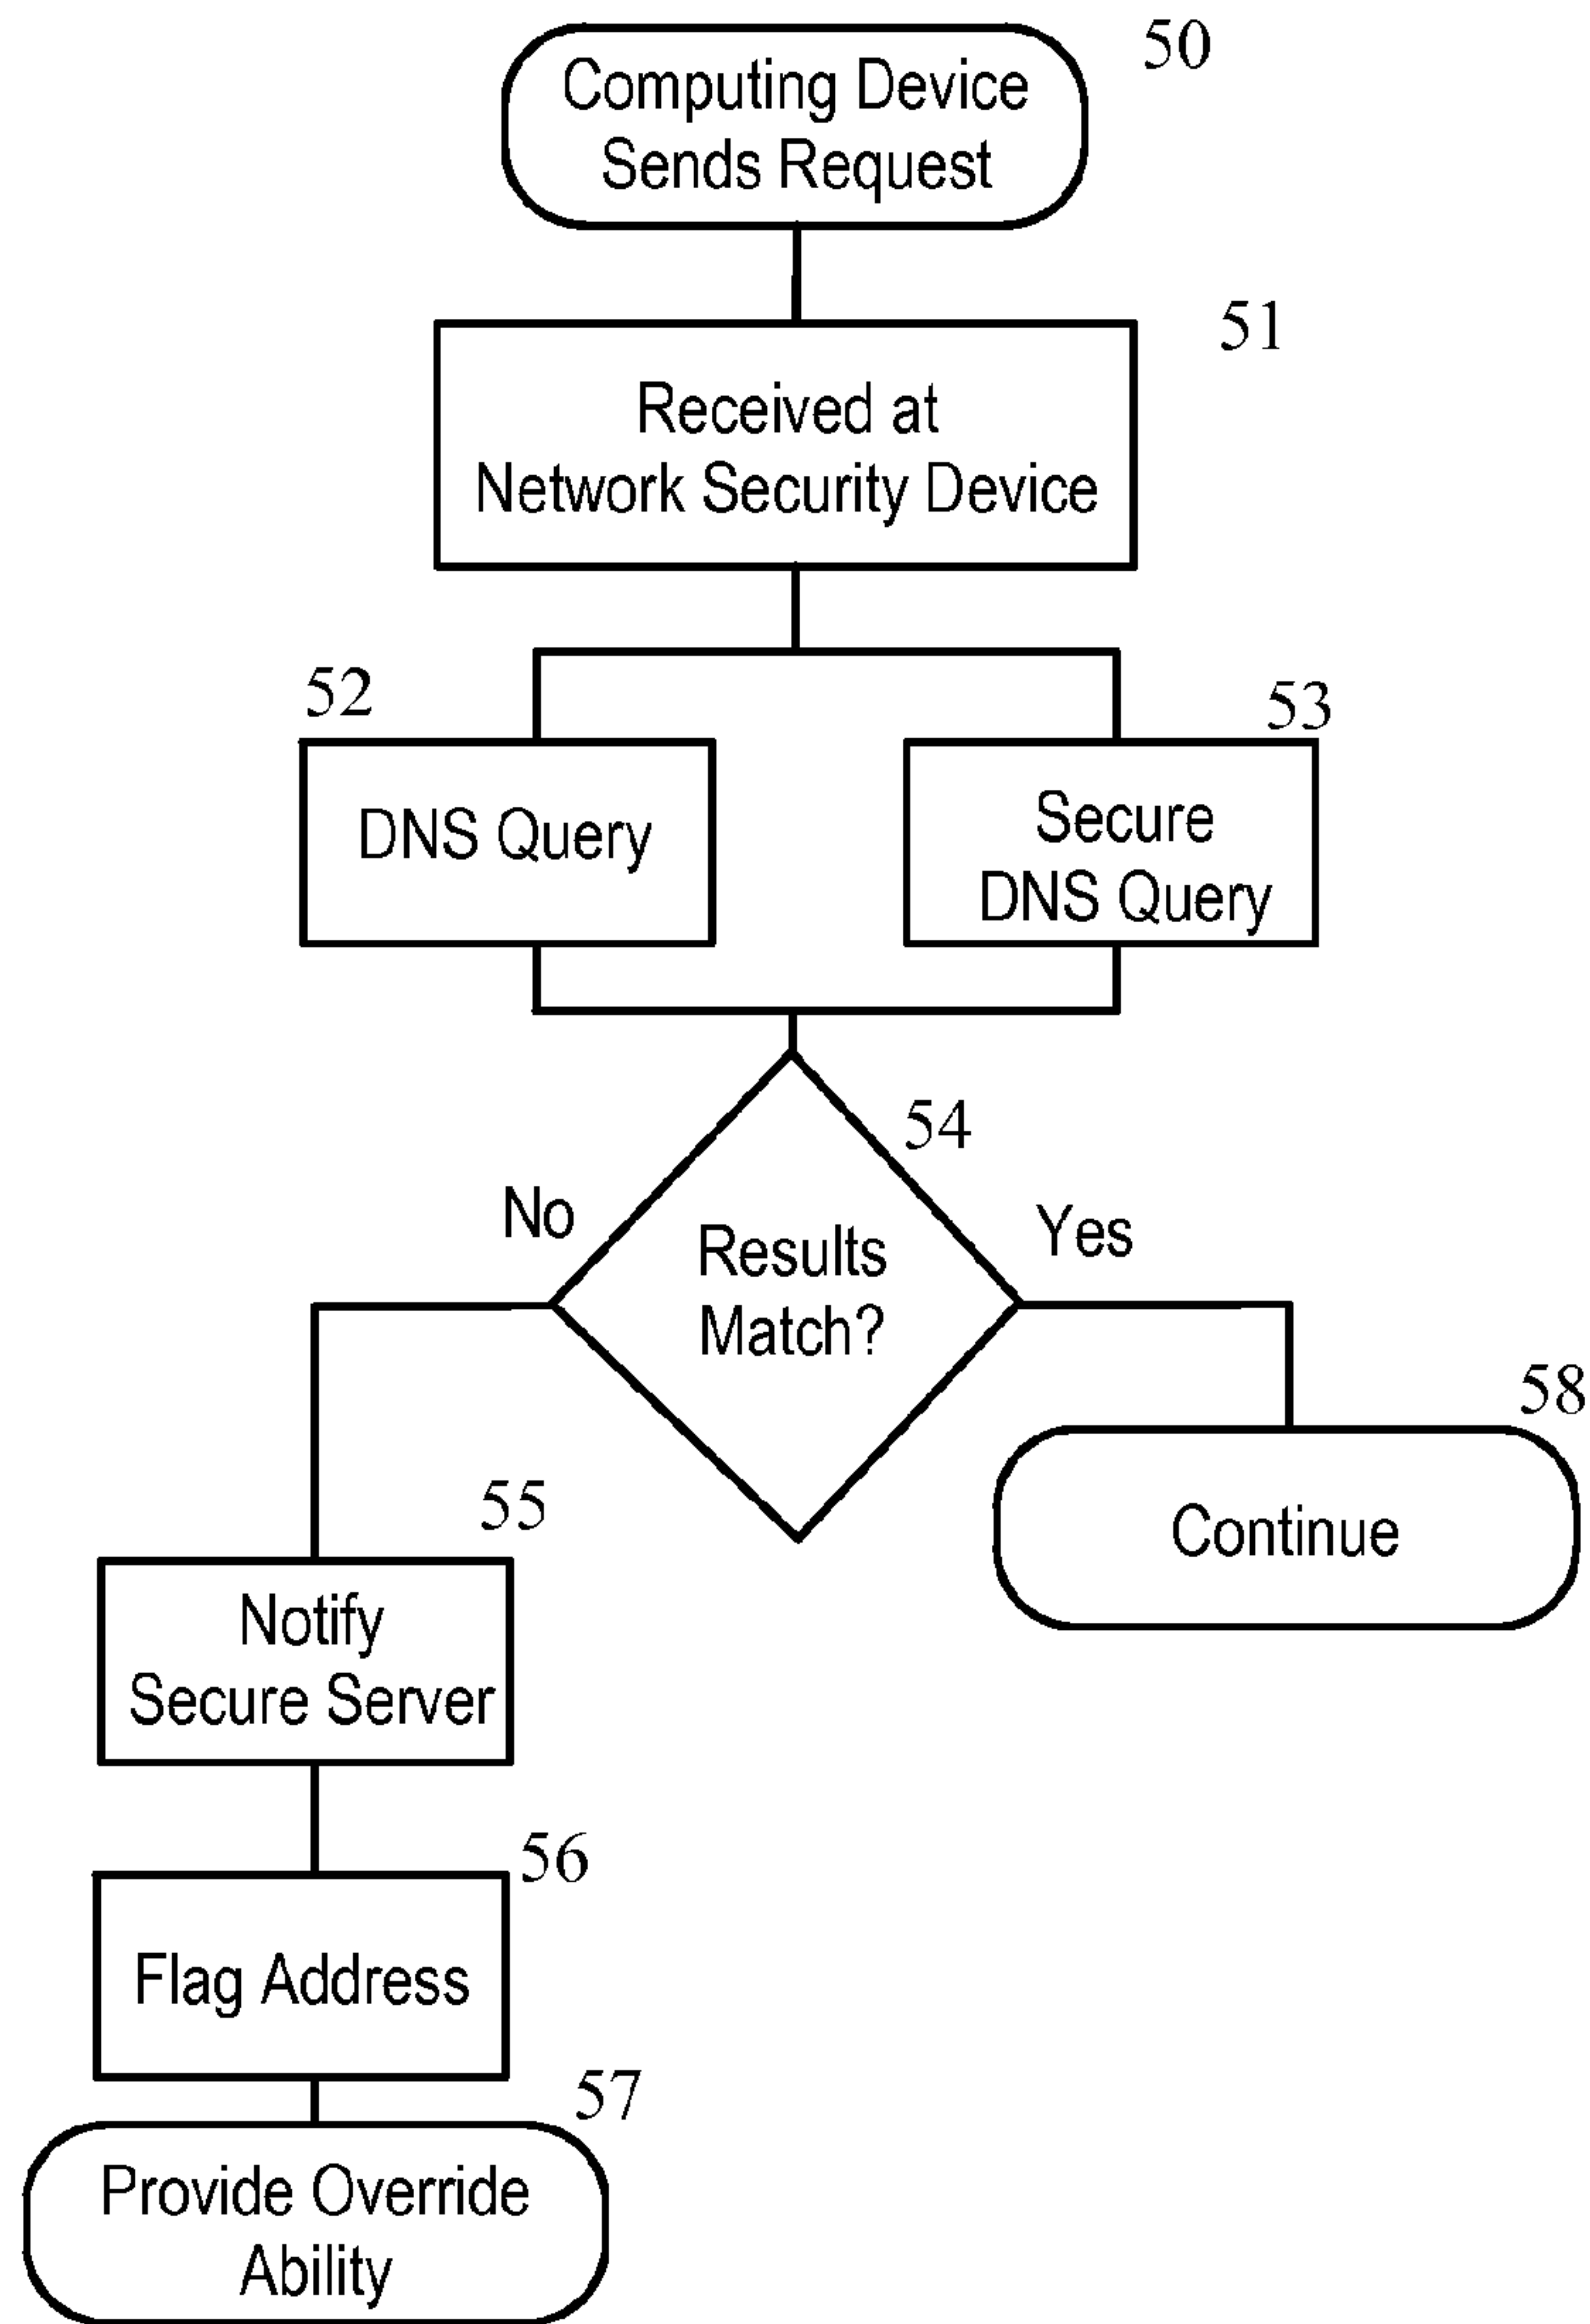 50
Computing Device
Sends Request
51
Received at
Network Security Device
52
DNS Query
53
Secure
DNS Query
54
No
Results
Match?
Yes
58
Continue
55
Notify
Secure Server
56
Flag Address
57
Provide Override
Ability